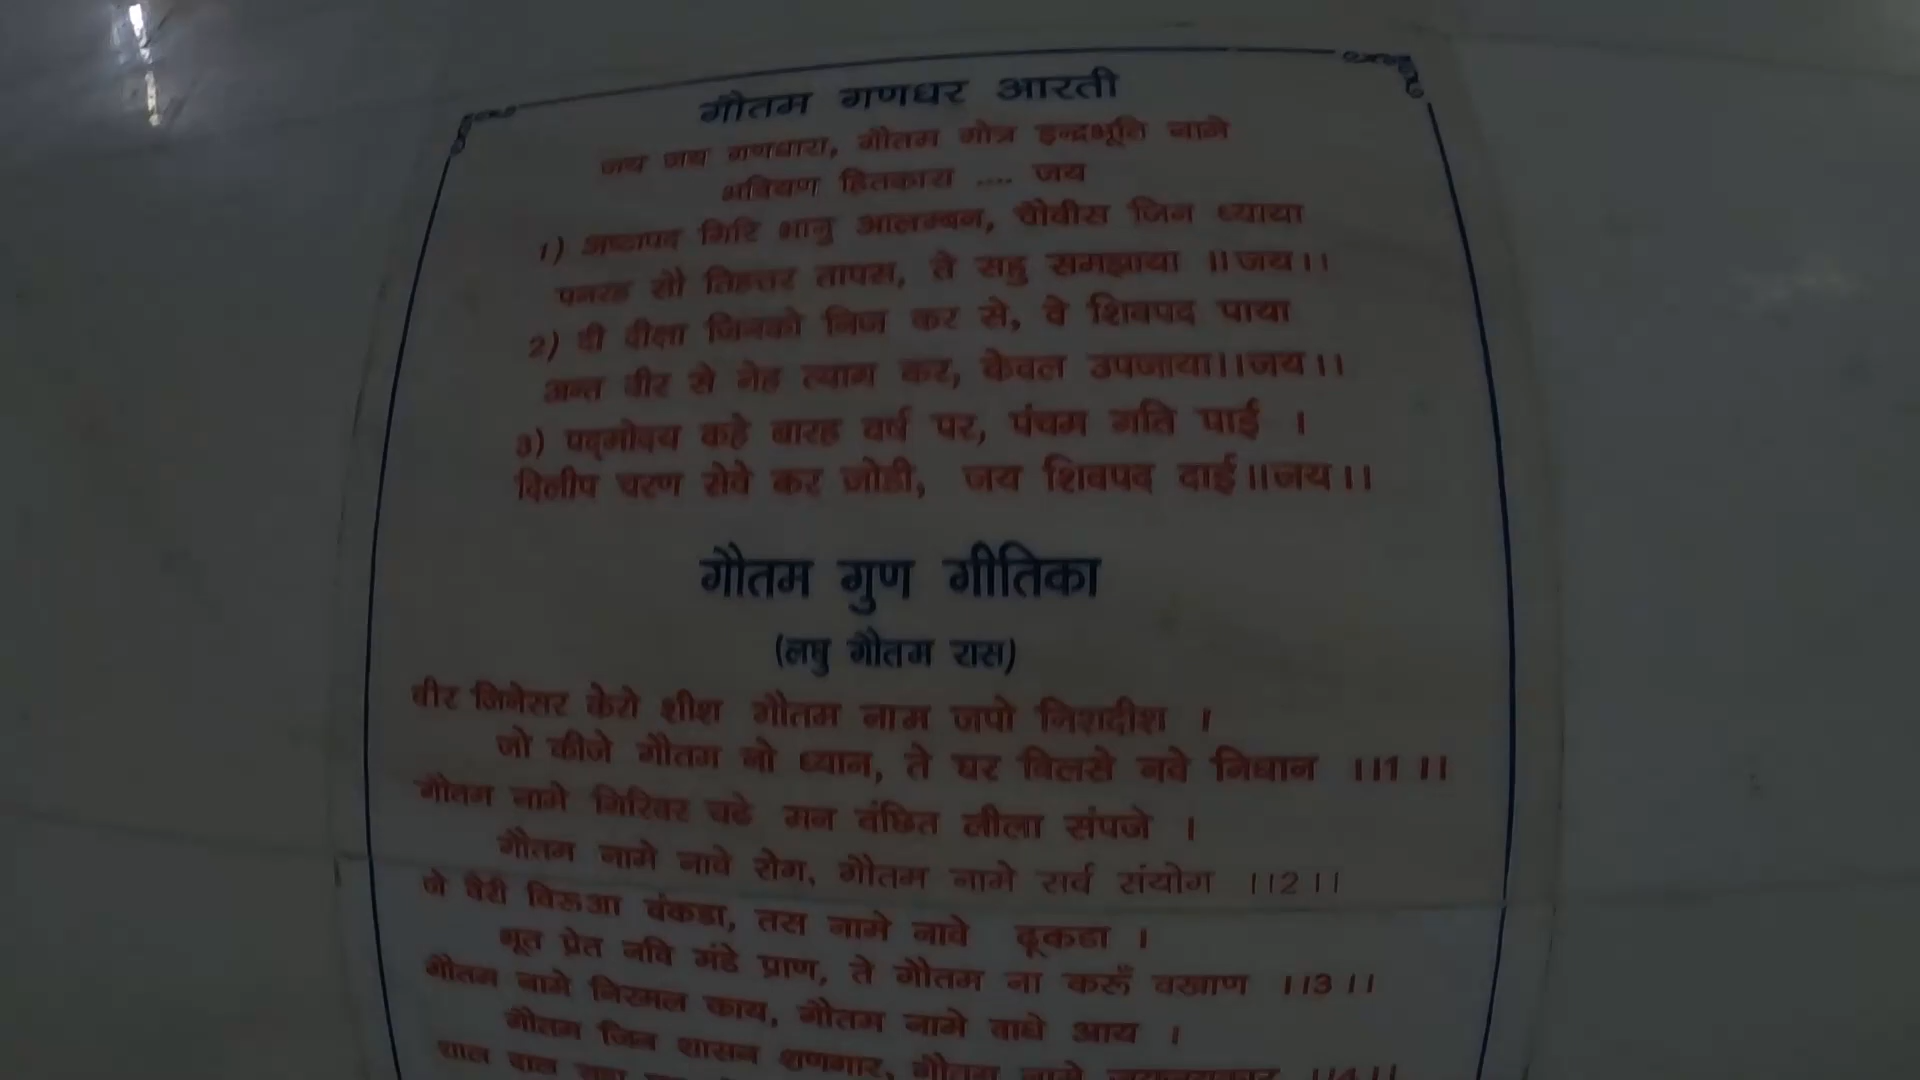 गौतम गणधर आरती
जय जय गणधारा, गौतम गोत्र इन्द्रभूति नामे
भवियण हितकारा .... जय
1) अष्टापद गिरि भानु आलम्बन, चौबीस जिन ध्याया
पनरह सौ तिहत्तर तापस, ते सहु समझाया ॥जय।।
2) दी दीक्षा जिनको निज कर से, वे शिवपद पाया
अन्त वीर से नेह त्याग कर, केवल उपजाया।।जय।।
3) पद्मोदय कहे बारह वर्ष पर, पंचम गति पाई ।
दिलीप चरण सेवे कर जोडी, जय शिवपद दाई॥जय।।
गौतम गुण गीतिका
(लघु गौतम रास)
वीर जिनेसर केरो शीश गौतम नाम जपो निशदीश ।
जो कीजे गौतम नो ध्यान, ते घर विलसे नवे निधान ।।1।।
गौतम नामे गिरिवर चढे मन वंछित लीला संपजे ।
गौतम नामे नावे रोग, गौतम नामे सर्व संयोग ।।2।।
जे वैरी विरूआ वंकडा, तस नामे नावे ढूकडा ।
भूत प्रेत नवि मंडे प्राण, ते गौतम ना करूँ वखाण ।।3।।
गौतम नामे निरमल काय, गौतम नामे वाधे आय ।
गौतम जिन शासन शणगार, गौतम नामे जयजयकार ।।4।।
शाल दाल